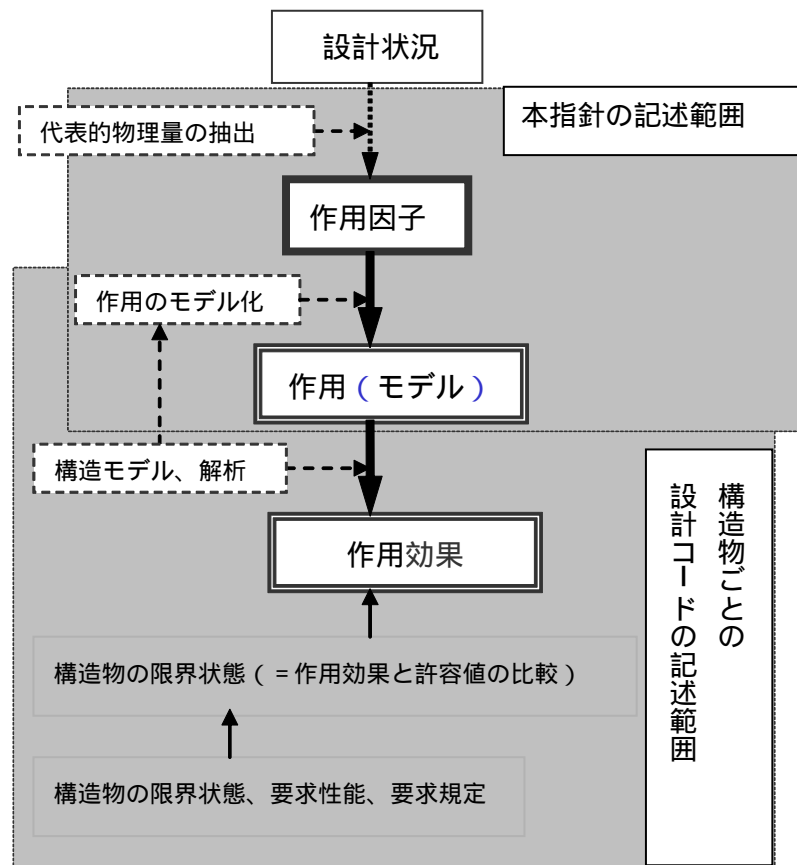 設計状況
本指針の記述範囲
代表的物理量の抽出
作用因子
作用のモデル化
作用(モデル)
構造モデル、解析
作用効果
構造物ごとの
設計コードの記述範囲
構造物の限界状態(=作用効果と許容値の比較)
構造物の限界状態、要求性能、要求規定